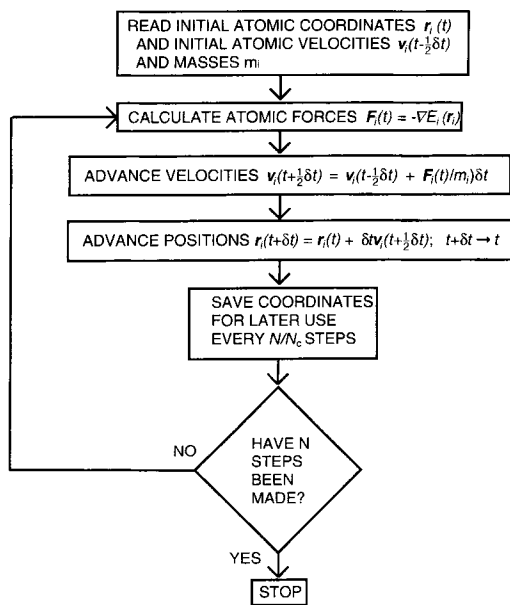 READ INITIAL ATOMIC COORDINATES rᵢ(t)
AND INITIAL ATOMIC VELOCITIES vᵢ(t-½δt)
AND MASSES mᵢ
CALCULATE ATOMIC FORCES Fᵢ(t) = -∇Eᵢ(rᵢ)
ADVANCE VELOCITIES vᵢ(t+½δt) = vᵢ(t-½δt) + Fᵢ(t)/mᵢ)δt
ADVANCE POSITIONS rᵢ(t+δt) = rᵢ(t) + δtvᵢ(t+½δt); t+δt → t
SAVE COORDINATES
FOR LATER USE
EVERY N/N_c STEPS
NO
HAVE N
STEPS
BEEN
MADE?
YES
STOP